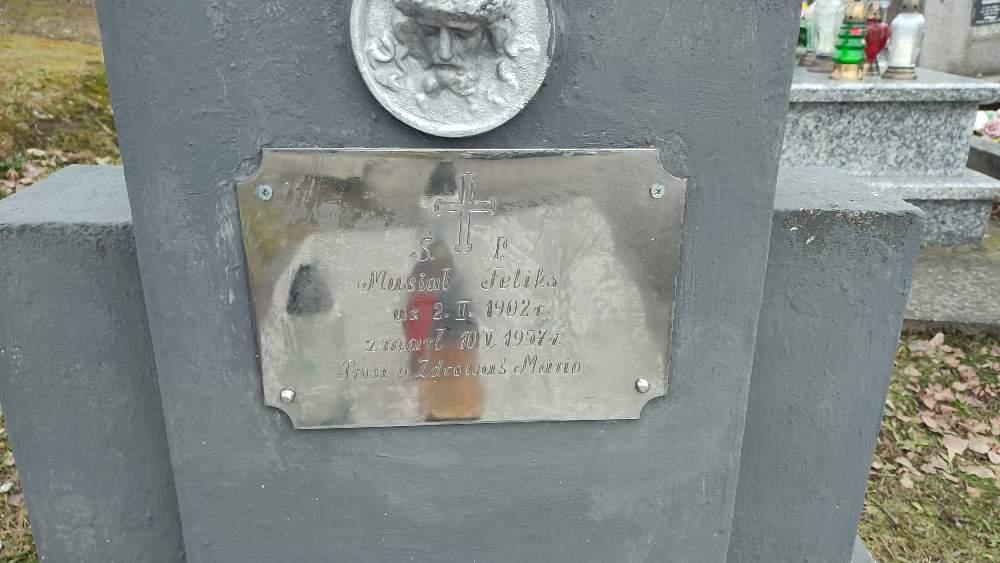 Ś. P.
Musiał Feliks
ur. 2. II. 1902 r.
zmarł 10.V. 1957 r.
Prosi o Zdrowaś Mario